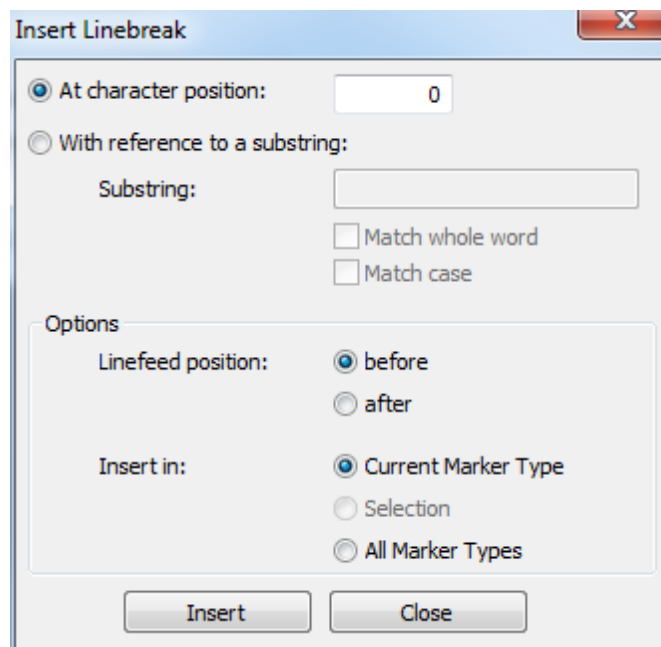 Insert Linebreak
At character position: 0
With reference to a substring:
Substring:
Match whole word
Match case
Options
Linefeed position: before
after
Insert in: Current Marker Type
Selection
All Marker Types
Insert Close